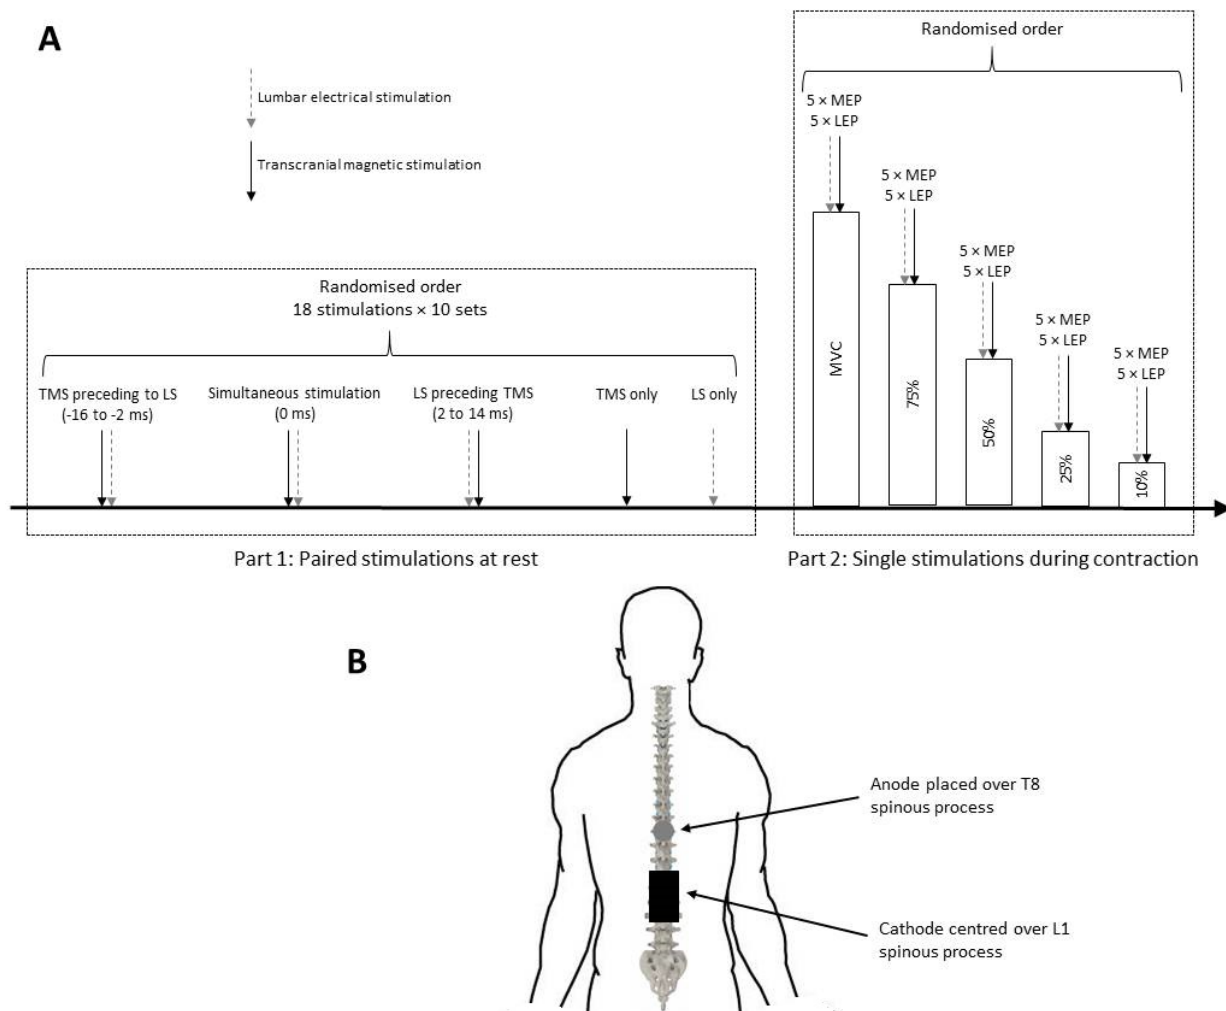 A
Lumbar electrical stimulation
Transcranial magnetic stimulation
Randomised order
18 stimulations × 10 sets
TMS preceding to LS
(-16 to -2 ms)
Simultaneous stimulation
(0 ms)
LS preceding TMS
(2 to 14 ms)
TMS only
LS only
Part 1: Paired stimulations at rest
Randomised order
5 × MEP
5 × LEP
MVC
5 × MEP
5 × LEP
75%
5 × MEP
5 × LEP
50%
5 × MEP
5 × LEP
25%
5 × MEP
5 × LEP
10%
Part 2: Single stimulations during contraction
B
Anode placed over T8
spinous process
Cathode centred over L1
spinous process